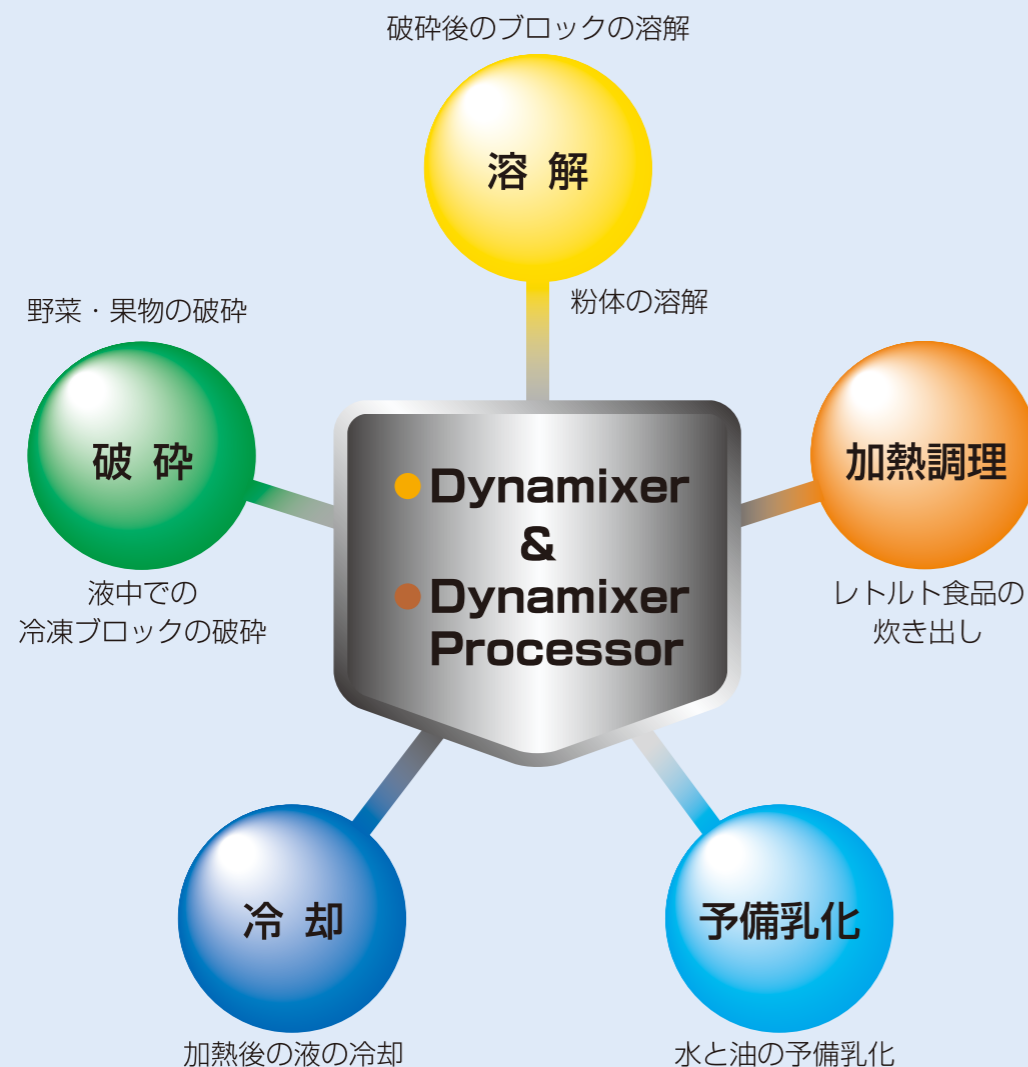 破砕後のブロックの溶解
溶解
粉体の溶解
野菜・果物の破砕
破砕
液中での
冷凍ブロックの破砕
加熱調理
レトルト食品の
炊き出し
● Dynamixer
&
● Dynamixer
Processor
冷却
加熱後の液の冷却
予備乳化
水と油の予備乳化